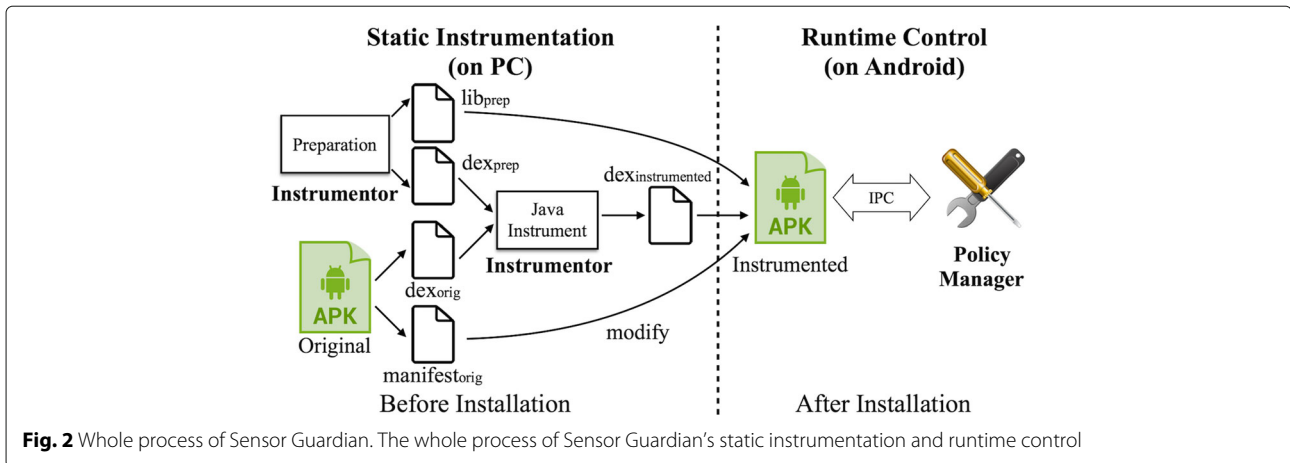 Static Instrumentation
(on PC)
Runtime Control
(on Android)
libprep
Preparation
Instrumentor
dexprep
dexinstrumented
Java
Instrument
Instrumentor
APK
Original
dexorig
manifestorig
modify
APK
Instrumented
IPC
Policy
Manager
Before Installation
After Installation
Fig. 2 Whole process of Sensor Guardian. The whole process of Sensor Guardian's static instrumentation and runtime control